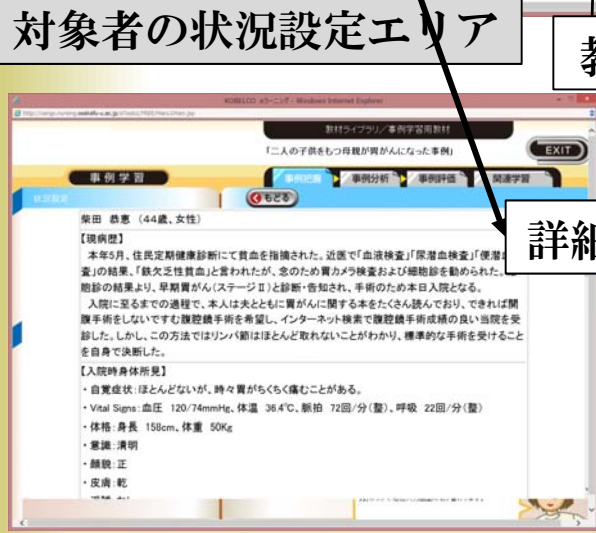 対象者の状況設定エリア
教
KOBELCO eラーニング - Windows Internet Explorer
教材ライブラリ／事例学習用教材
「二人の子供をもつ母親が胃がんになった事例」
EXIT
事例学習
事例把握
事例分析
事例評価
関連学習
状況設定
もどる
詳細
柴田 恭恵 （44歳、女性）
【現病歴】
本年5月、住民定期健康診断にて貧血を指摘された。近医で「血液検査」「尿潜血検査」「便潜
査」の結果、「鉄欠乏性貧血」と言われたが、念のため胃カメラ検査および細胞診を勧められた。
胞診の結果より、早期胃がん（ステージⅡ）と診断・告知され、手術のため本日入院となる。
入院に至るまでの過程で、本人は夫とともに胃がんに関する本をたくさん読んでおり、できれば開
腹手術をしないですむ腹腔鏡手術を希望し、インターネット検索で腹腔鏡手術成績の良い当院を受
診した。しかし、この方法ではリンパ節はほとんど取れないことがわかり、標準的な手術を受けること
を自身で決断した。
【入院時身体所見】
・自覚症状：ほとんどないが、時々胃がちくちく痛むことがある。
・Vital Signs：血圧 120/74mmHg、体温 36.4℃、脈拍 72回/分（整）、呼吸 22回/分（整）
・体格：身長 158cm、体重 50Kg
・意識：清明
・顔貌：正
・皮膚：乾